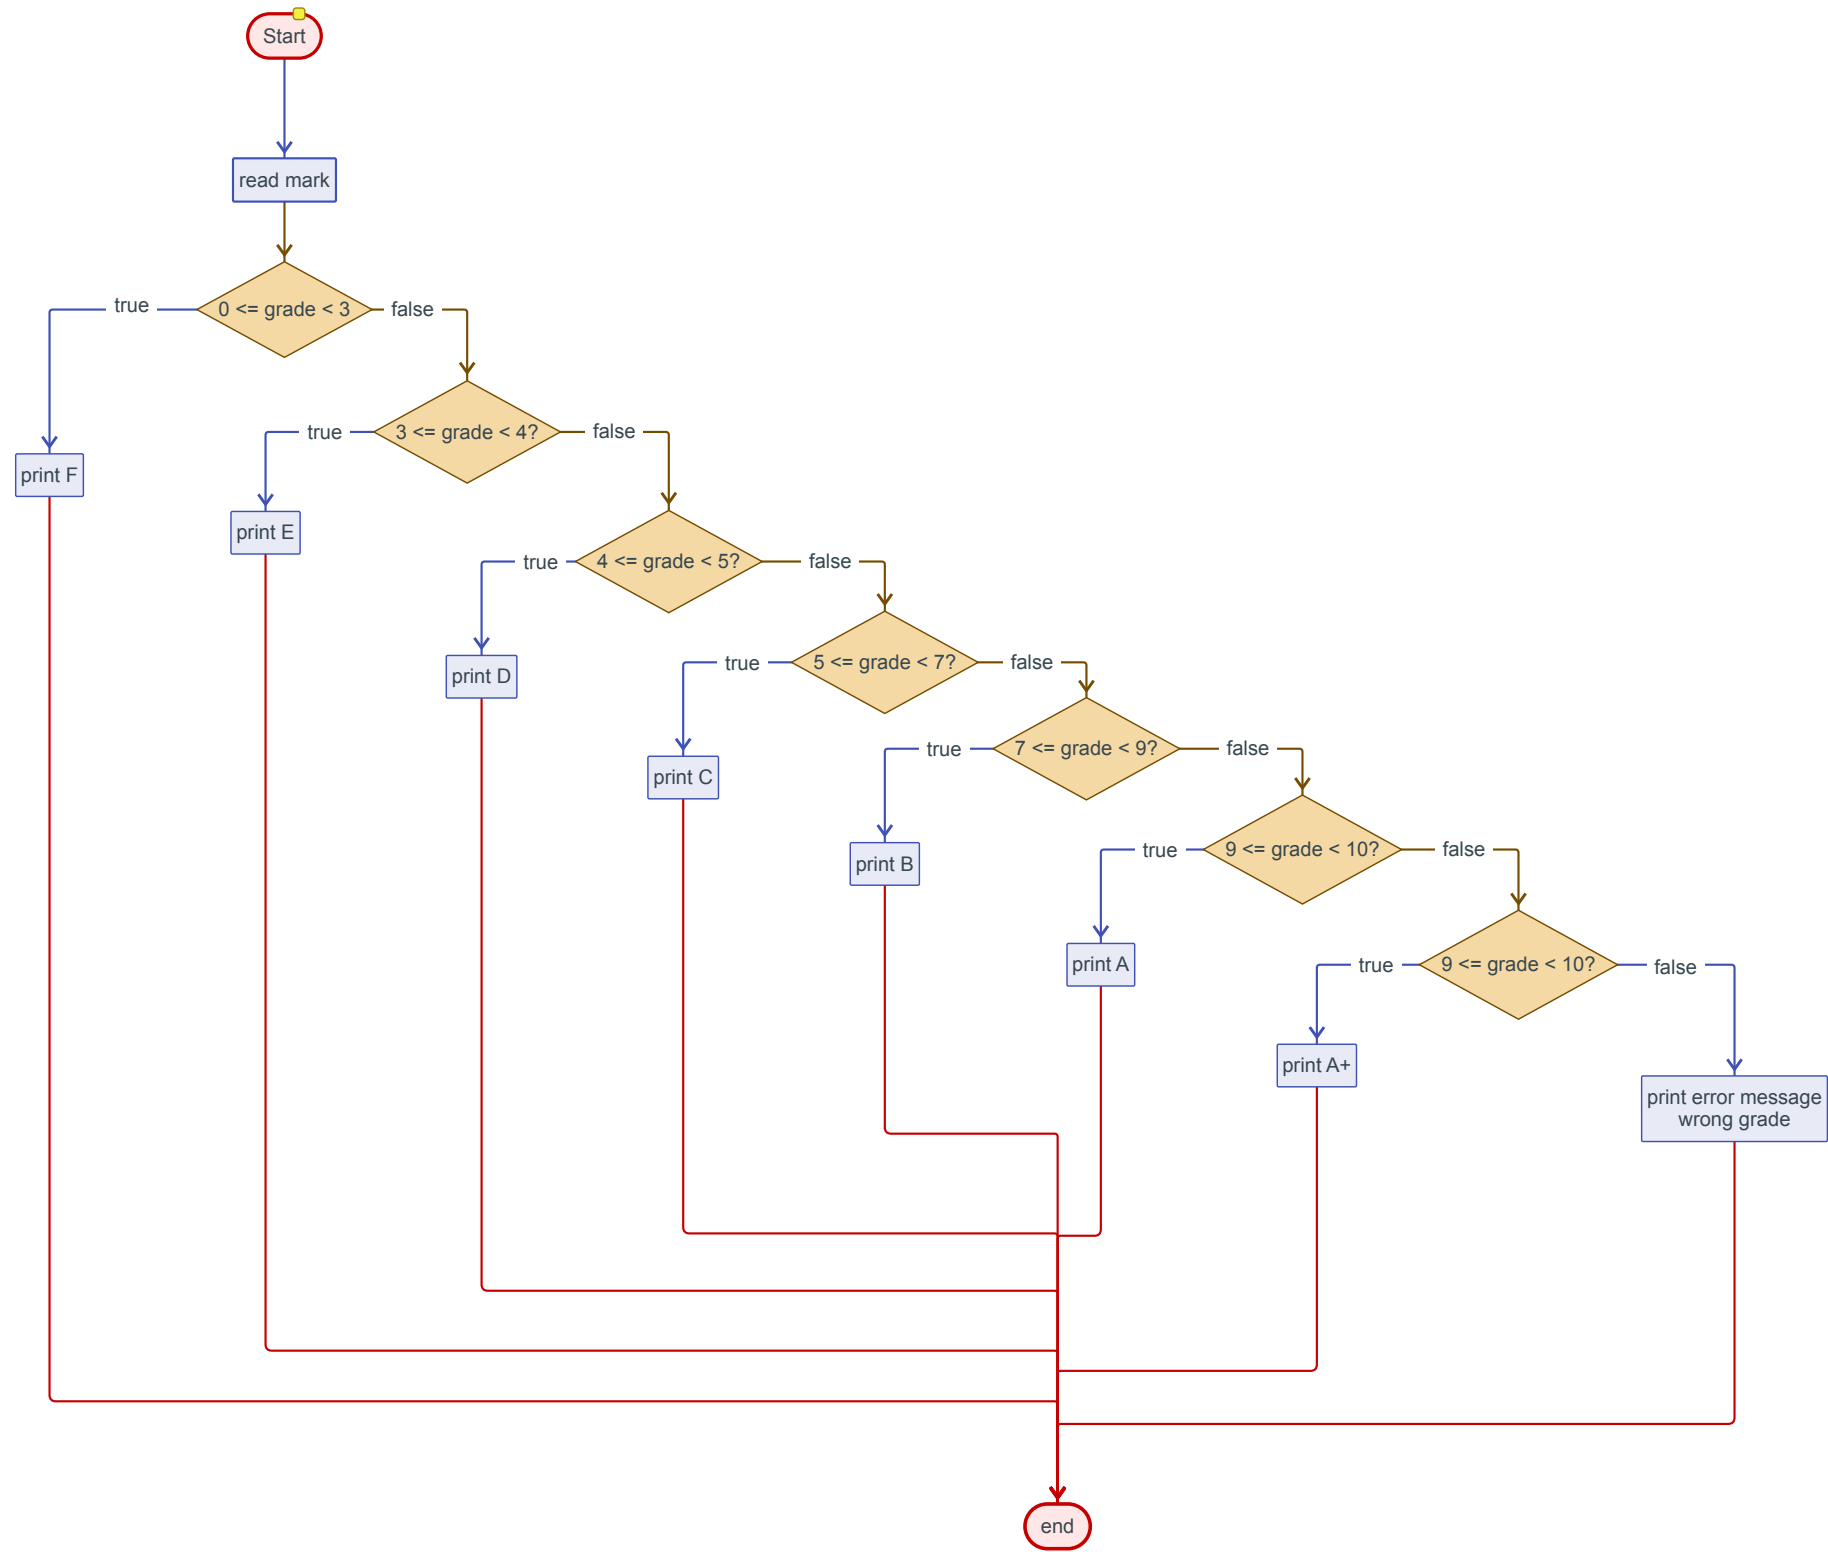 Start
read mark
0 <= grade < 3
true
false
3 <= grade < 4?
true
false
print F
print E
4 <= grade < 5?
true
false
print D
5 <= grade < 7?
true
false
print C
7 <= grade < 9?
true
false
print B
9 <= grade < 10?
true
false
print A
9 <= grade < 10?
true
false
print A+
print error message
wrong grade
end